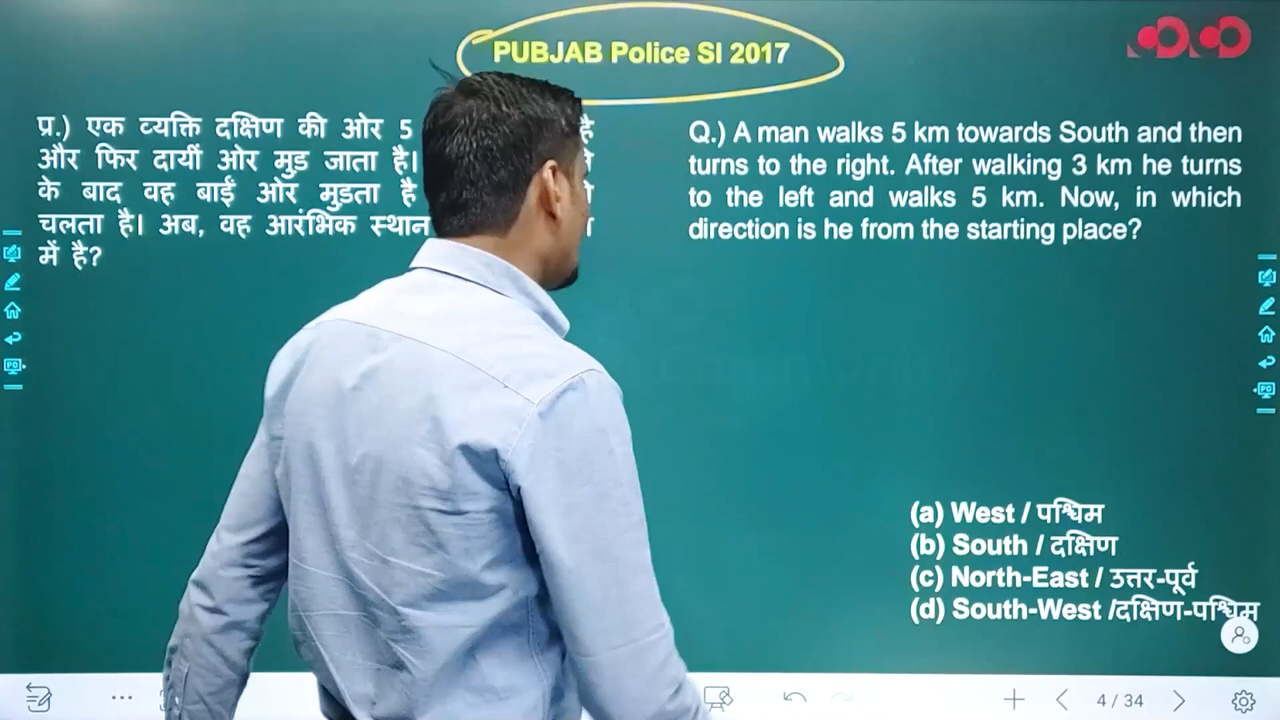 PUBJAB Police SI 2017
प्र.) एक व्यक्ति दक्षिण की ओर 5 है
और फिर दायीं ओर मुड जाता है।
के बाद वह बाईं ओर मुडता है
चलता है। अब, वह आरंभिक स्थान
में है?
Q.) A man walks 5 km towards South and then
turns to the right. After walking 3 km he turns
to the left and walks 5 km. Now, in which
direction is he from the starting place?
(a) West / पश्चिम
(b) South / दक्षिण
(c) North-East / उत्तर-पूर्व
(d) South-West /दक्षिण-पश्चिम
4 / 34